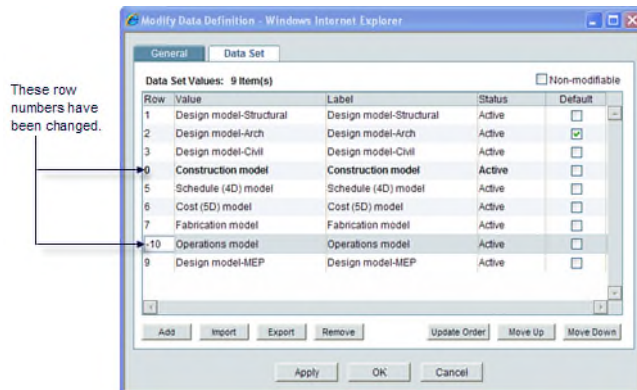 Modify Data Definition - Windows Internet Explorer
General Data Set
Data Set Values: 9 Item(s) Non-modifiable
These row
numbers have
been changed.
Row Value Label Status Default
1 Design model-Structural Design model-Structural Active
2 Design model-Arch Design model-Arch Active
3 Design model-Civil Design model-Civil Active
0 Construction model Construction model Active
5 Schedule (4D) model Schedule (4D) model Active
6 Cost (5D) model Cost (5D) model Active
7 Fabrication model Fabrication model Active
-10 Operations model Operations model Active
9 Design model-MEP Design model-MEP Active
Add Import Export Remove Update Order Move Up Move Down
Apply OK Cancel